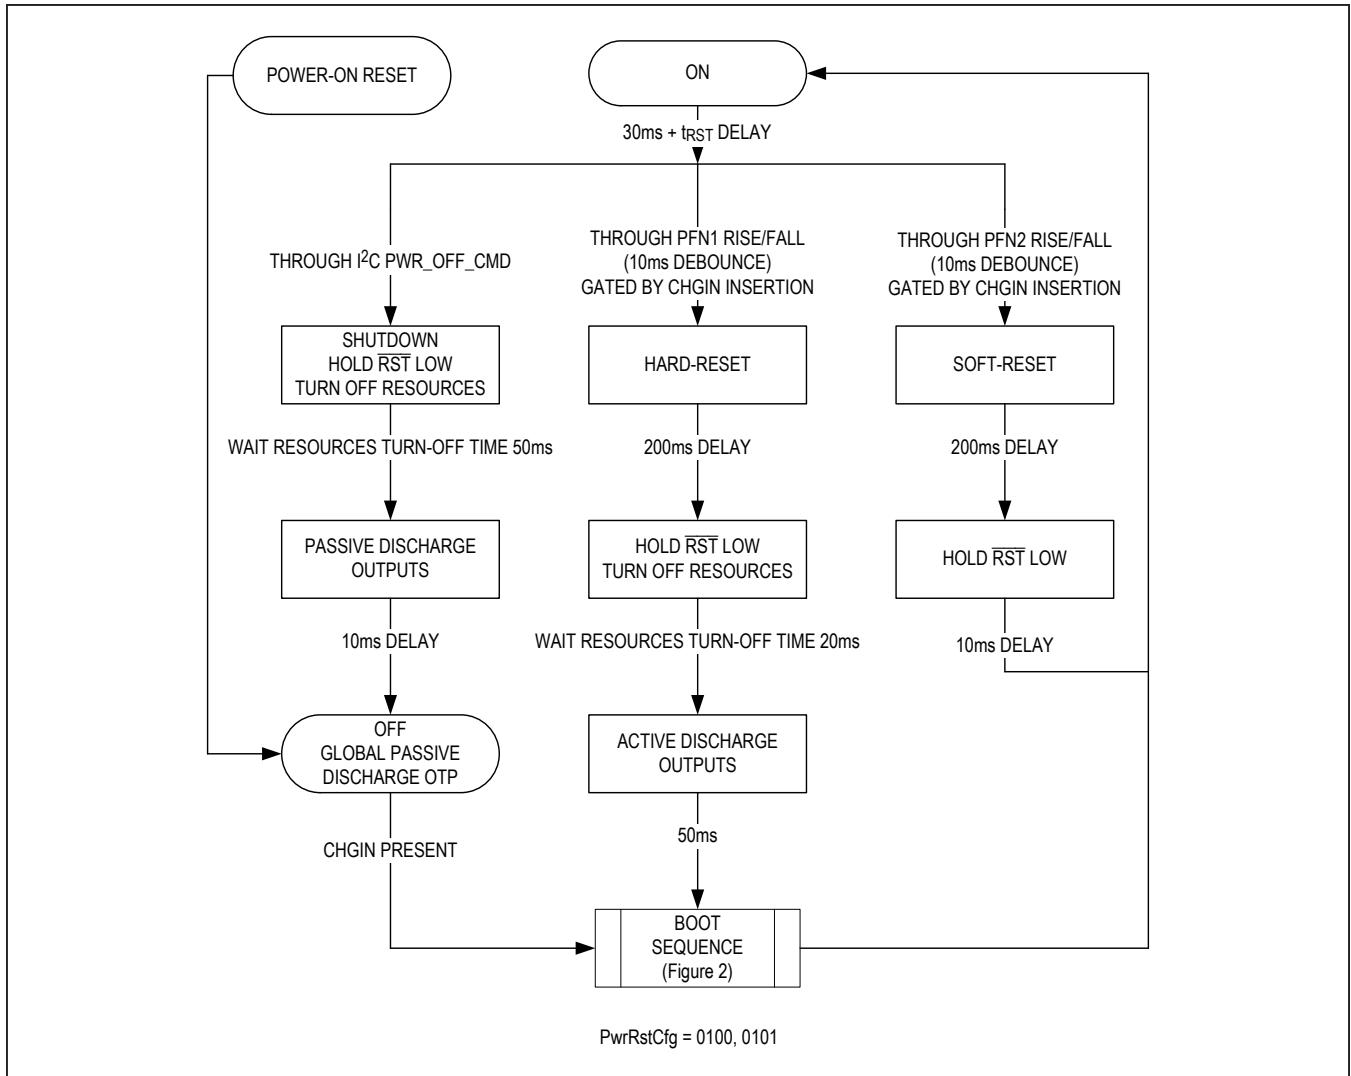 POWER-ON RESET
ON
30ms + tRST DELAY
THROUGH I2C PWR_OFF_CMD
THROUGH PFN1 RISE/FALL
(10ms DEBOUNCE)
GATED BY CHGIN INSERTION
THROUGH PFN2 RISE/FALL
(10ms DEBOUNCE)
GATED BY CHGIN INSERTION
SHUTDOWN
HOLD RST LOW
TURN OFF RESOURCES
HARD-RESET
SOFT-RESET
WAIT RESOURCES TURN-OFF TIME 50ms
200ms DELAY
200ms DELAY
PASSIVE DISCHARGE
OUTPUTS
HOLD RST LOW
TURN OFF RESOURCES
HOLD RST LOW
10ms DELAY
WAIT RESOURCES TURN-OFF TIME 20ms
10ms DELAY
OFF
GLOBAL PASSIVE
DISCHARGE OTP
ACTIVE DISCHARGE
OUTPUTS
CHGIN PRESENT
50ms
BOOT
SEQUENCE
(Figure 2)
PwrRstCfg = 0100, 0101